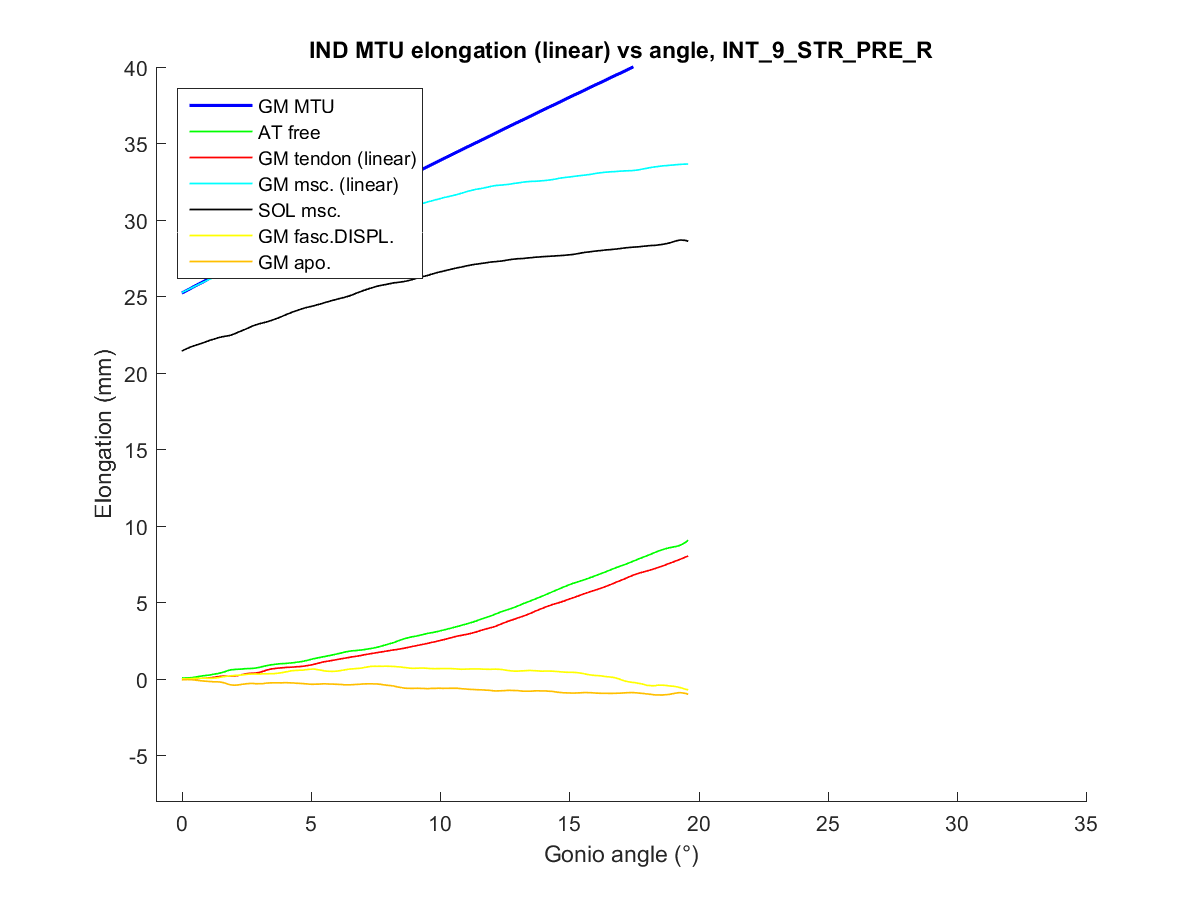 IND MTU elongation (linear) vs angle, INT_9_STR_PRE_R
40
35
30
25
20
15
10
5
0
-5
Elongation (mm)
GM MTU
AT free
GM tendon (linear)
GM msc. (linear)
SOL msc.
GM fasc.DISPL.
GM apo.
0 5 10 15 20 25 30 35
Gonio angle (°)